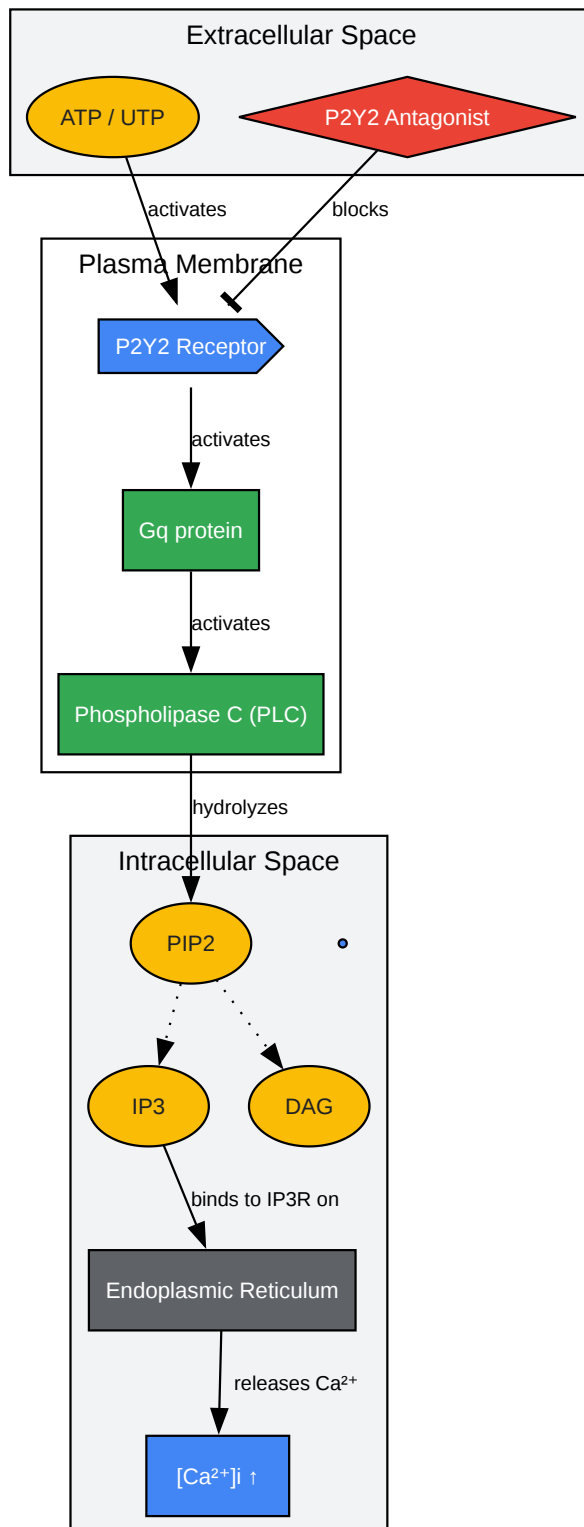 Extracellular Space
ATP / UTP
P2Y2 Antagonist
activates
blocks
Plasma Membrane
P2Y2 Receptor
activates
Gq protein
activates
Phospholipase C (PLC)
hydrolyzes
Intracellular Space
PIP2
IP3
DAG
binds to IP3R on
Endoplasmic Reticulum
releases Ca²⁺
[Ca²⁺]i ↑